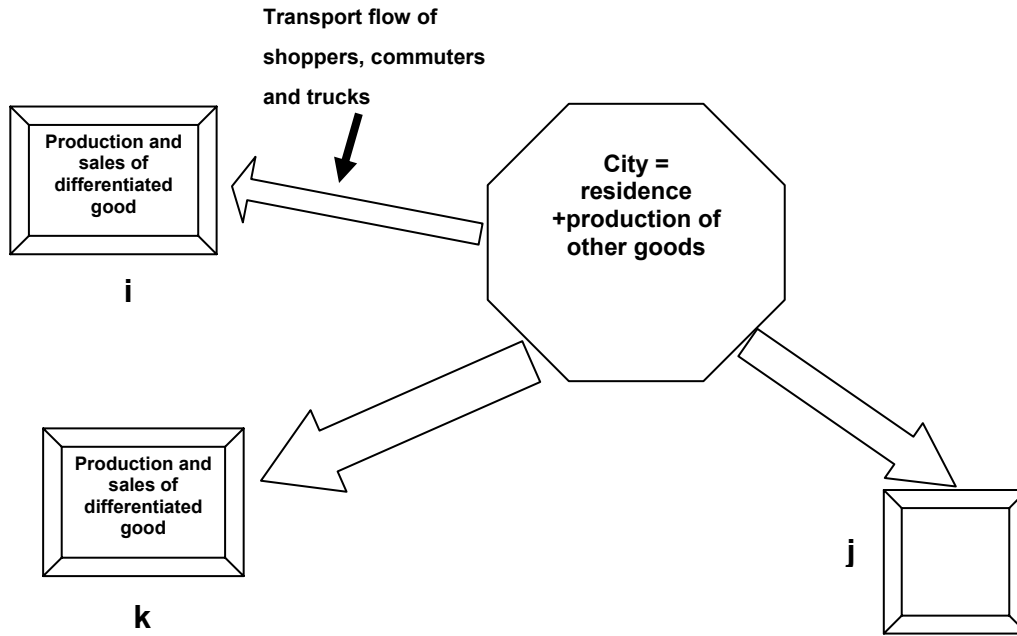 Transport flow of
shoppers, commuters
and trucks
Production and
sales of
differentiated
good
i
City =
residence
+production of
other goods
Production and
sales of
differentiated
good
k
j